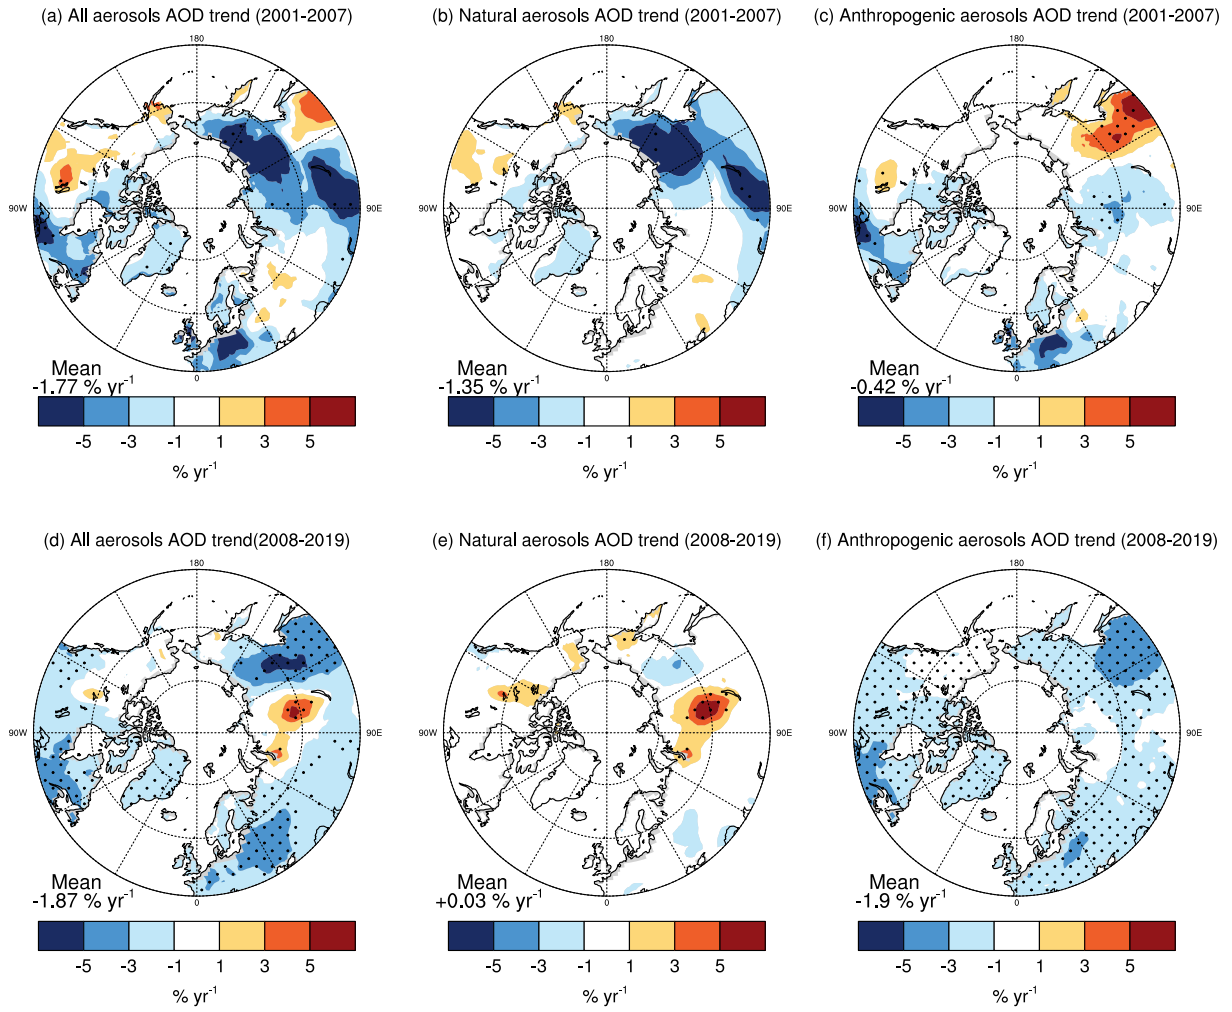 (a) All aerosols AOD trend (2001-2007)
(b) Natural aerosols AOD trend (2001-2007)
(c) Anthropogenic aerosols AOD trend (2001-2007)
180
180
180
90W
90E
90W
90E
90W
90E
0
0
0
Mean
-1.77 % yr⁻¹
Mean
-1.35 % yr⁻¹
Mean
-0.42 % yr⁻¹
-5 -3 -1 1 3 5
-5 -3 -1 1 3 5
-5 -3 -1 1 3 5
% yr⁻¹
% yr⁻¹
% yr⁻¹
(d) All aerosols AOD trend(2008-2019)
(e) Natural aerosols AOD trend (2008-2019)
(f) Anthropogenic aerosols AOD trend (2008-2019)
180
180
180
90W
90E
90W
90E
90W
90E
0
0
0
Mean
-1.87 % yr⁻¹
Mean
+0.03 % yr⁻¹
Mean
-1.9 % yr⁻¹
-5 -3 -1 1 3 5
-5 -3 -1 1 3 5
-5 -3 -1 1 3 5
% yr⁻¹
% yr⁻¹
% yr⁻¹